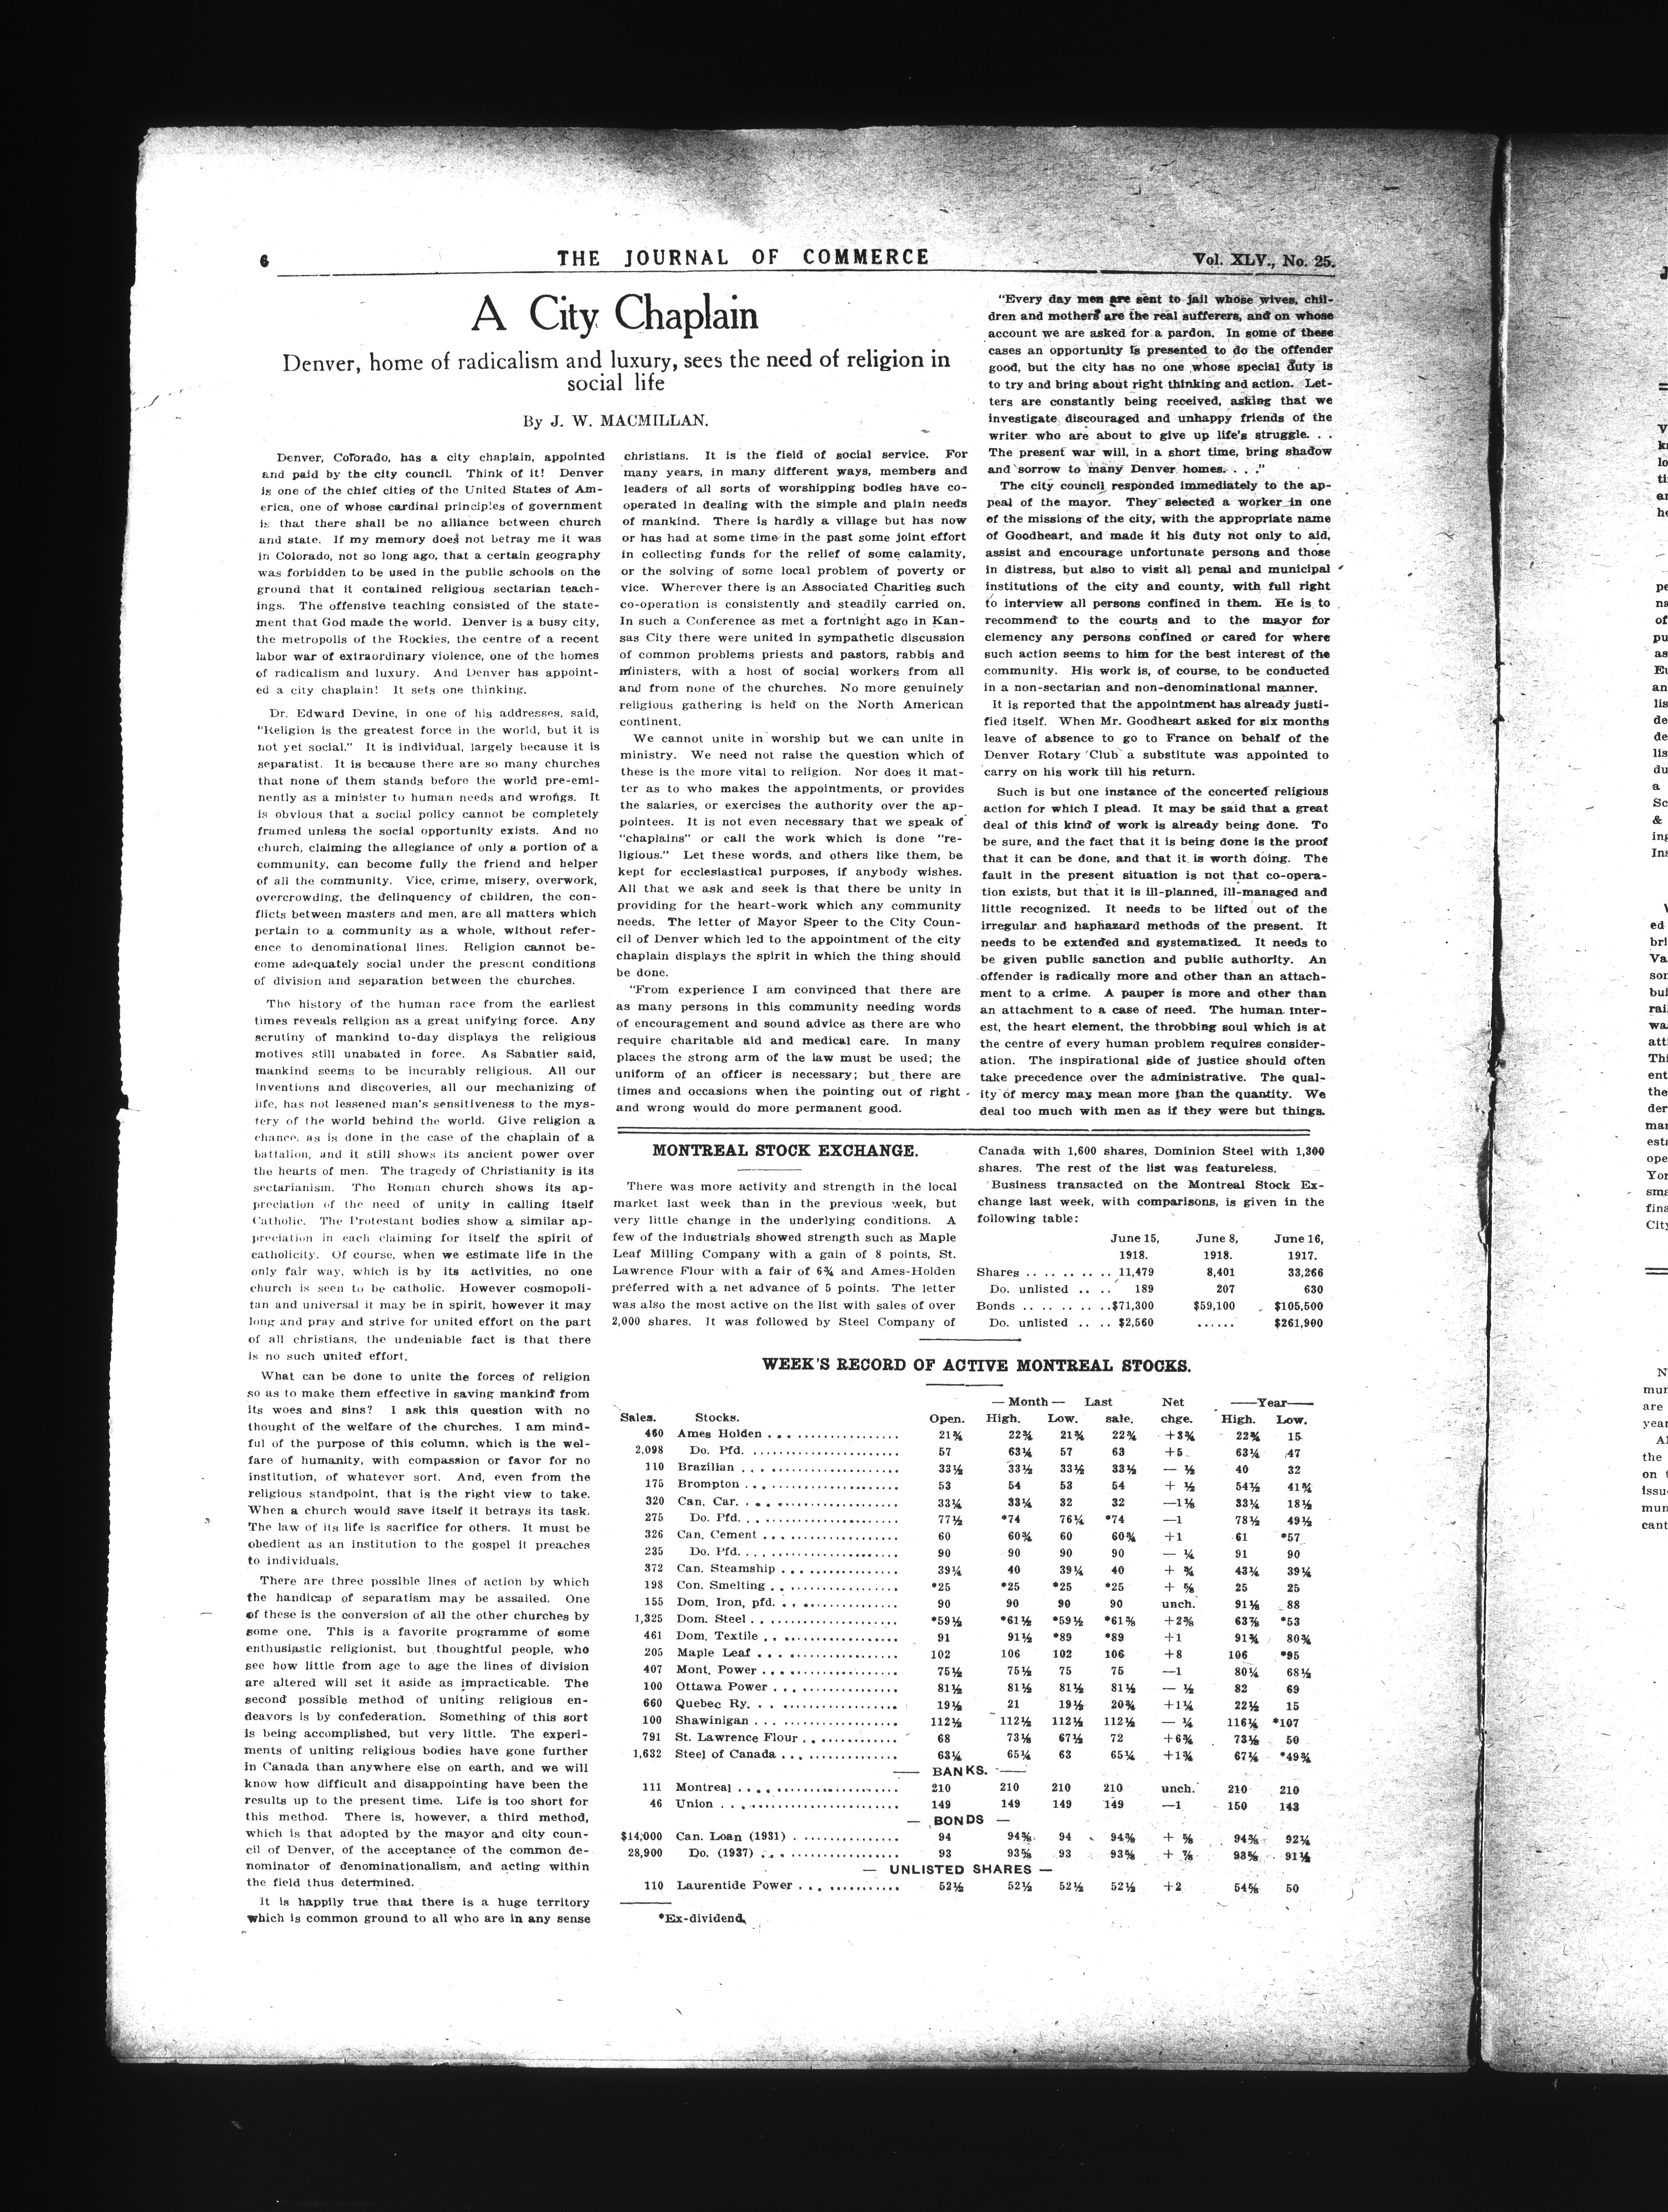 6
THE JOURNAL OF COMMERCE
Vol. XLV., No. 25.
A City Chaplain
Denver, home of radicalism and luxury, sees the need of religion in
social life
By J. W. MACMILLAN.
Denver, Colorado, has a city chaplain, appointed
and paid by the city council. Think of it! Denver
is one of the chief cities of the United States of Am-
erica, one of whose cardinal principles of government
is that there shall be no alliance between church
and state. If my memory does not betray me it was
in Colorado, not so long ago, that a certain geography
was forbidden to be used in the public schools on the
ground that it contained religious sectarian teach-
ings. The offensive teaching consisted of the state-
ment that God made the world. Denver is a busy city,
the metropolis of the Rockies, the centre of a recent
labor war of extraordinary violence, one of the homes
of radicalism and luxury. And Denver has appoint-
ed a city chaplain! It sets one thinking.
Dr. Edward Devine, in one of his addresses, said,
"Religion is the greatest force in the world, but it is
not yet social." It is individual, largely because it is
separatist. It is because there are so many churches
that none of them stands before the world pre-emi-
nently as a minister to human needs and wrongs. It
is obvious that a social policy cannot be completely
framed unless the social opportunity exists. And no
church, claiming the allegiance of only a portion of a
community, can become fully the friend and helper
of all the community. Vice, crime, misery, overwork,
overcrowding, the delinquency of children, the con-
flicts between masters and men, are all matters which
pertain to a community as a whole, without refer-
ence to denominational lines. Religion cannot be-
come adequately social under the present conditions
of division and separation between the churches.
The history of the human race from the earliest
times reveals religion as a great unifying force. Any
scrutiny of mankind to-day displays the religious
motives still unabated in force. As Sabatier said,
mankind seems to be incurably religious. All our
inventions and discoveries, all our mechanizing of
life, has not lessened man's sensitiveness to the mys-
tery of the world behind the world. Give religion a
chance, as is done in the case of the chaplain of a
battalion, and it still shows its ancient power over
the hearts of men. The tragedy of Christianity is its
sectarianism. The Roman church shows its ap-
preciation of the need of unity in calling itself
Catholic. The Protestant bodies show a similar ap-
preciation in each claiming for itself the spirit of
catholicity. Of course, when we estimate life in the
only fair way, which is by its activities, no one
church is seen to be catholic. However cosmopoli-
tan and universal it may be in spirit, however it may
long and pray and strive for united effort on the part
of all christians, the undeniable fact is that there
is no such united effort.
What can be done to unite the forces of religion
so as to make them effective in saving mankind from
its woes and sins? I ask this question with no
thought of the welfare of the churches. I am mind-
ful of the purpose of this column, which is the wel-
fare of humanity, with compassion or favor for no
institution, of whatever sort. And, even from the
religious standpoint, that is the right view to take.
When a church would save itself it betrays its task.
The law of its life is sacrifice for others. It must be
obedient as an institution to the gospel it preaches
to individuals.
There are three possible lines of action by which
the handicap of separatism may be assailed. One
of these is the conversion of all the other churches by
some one. This is a favorite programme of some
enthusiastic religionist, but thoughtful people, who
see how little from age to age the lines of division
are altered will set it aside as impracticable. The
second possible method of uniting religious en-
deavors is by confederation. Something of this sort
is being accomplished, but very little. The experi-
ments of uniting religious bodies have gone further
in Canada than anywhere else on earth, and we will
know how difficult and disappointing have been the
results up to the present time. Life is too short for
this method. There is, however, a third method,
which is that adopted by the mayor and city coun-
cil of Denver, of the acceptance of the common de-
nominator of denominationalism, and acting within
the field thus determined.
It is happily true that there is a huge territory
which is common ground to all who are in any sense
christians. It is the field of social service. For
many years, in many different ways, members and
leaders of all sorts of worshipping bodies have co-
operated in dealing with the simple and plain needs
of mankind. There is hardly a village but has now
or has had at some time in the past some joint effort
in collecting funds for the relief of some calamity,
or the solving of some local problem of poverty or
vice. Wherever there is an Associated Charities such
co-operation is consistently and steadily carried on.
In such a Conference as met a fortnight ago in Kan-
sas City there were united in sympathetic discussion
of common problems priests and pastors, rabbis and
ministers, with a host of social workers from all
and from none of the churches. No more genuinely
religious gathering is held on the North American
continent.
We cannot unite in worship but we can unite in
ministry. We need not raise the question which of
these is the more vital to religion. Nor does it mat-
ter as to who makes the appointments, or provides
the salaries, or exercises the authority over the ap-
pointees. It is not even necessary that we speak of
"chaplains" or call the work which is done "re-
ligious." Let these words, and others like them, be
kept for ecclesiastical purposes, if anybody wishes.
All that we ask and seek is that there be unity in
providing for the heart-work which any community
needs. The letter of Mayor Speer to the City Coun-
cil of Denver which led to the appointment of the city
chaplain displays the spirit in which the thing should
be done.
"From experience I am convinced that there are
as many persons in this community needing words
of encouragement and sound advice as there are who
require charitable aid and medical care. In many
places the strong arm of the law must be used; the
uniform of an officer is necessary; but there are
times and occasions when the pointing out of right
and wrong would do more permanent good.
"Every day men are sent to jail whose wives, chil-
dren and mothers are the real sufferers, and on whose
account we are asked for a pardon. In some of these
cases an opportunity is presented to do the offender
good, but the city has no one whose special duty is
to try and bring about right thinking and action. Let-
ters are constantly being received, asking that we
investigate discouraged and unhappy friends of the
writer who are about to give up life's struggle. . .
The present war will, in a short time, bring shadow
and sorrow to many Denver homes. . . ."
The city council responded immediately to the ap-
peal of the mayor. They selected a worker in one
of the missions of the city, with the appropriate name
of Goodheart, and made it his duty not only to aid,
assist and encourage unfortunate persons and those
in distress, but also to visit all penal and municipal
institutions of the city and county, with full right
to interview all persons confined in them. He is to
recommend to the courts and to the mayor for
clemency any persons confined or cared for where
such action seems to him for the best interest of the
community. His work is, of course, to be conducted
in a non-sectarian and non-denominational manner.
It is reported that the appointment has already justi-
fied itself. When Mr. Goodheart asked for six months
leave of absence to go to France on behalf of the
Denver Rotary Club a substitute was appointed to
carry on his work till his return.
Such is but one instance of the concerted religious
action for which I plead. It may be said that a great
deal of this kind of work is already being done. To
be sure, and the fact that it is being done is the proof
that it can be done, and that it is worth doing. The
fault in the present situation is not that co-opera-
tion exists, but that it is ill-planned, ill-managed and
little recognized. It needs to be lifted out of the
irregular and haphazard methods of the present. It
needs to be extended and systematized. It needs to
be given public sanction and public authority. An
offender is radically more and other than an attach-
ment to a crime. A pauper is more and other than
an attachment to a case of need. The human inter-
est, the heart element, the throbbing soul which is at
the centre of every human problem requires consider-
ation. The inspirational side of justice should often
take precedence over the administrative. The qual-
ity of mercy may mean more than the quantity. We
deal too much with men as if they were but things.
MONTREAL STOCK EXCHANGE.
There was more activity and strength in the local
market last week than in the previous week, but
very little change in the underlying conditions. A
few of the industrials showed strength such as Maple
Leaf Milling Company with a gain of 8 points, St.
Lawrence Flour with a fair of 6¾ and Ames-Holden
preferred with a net advance of 5 points. The letter
was also the most active on the list with sales of over
2,000 shares. It was followed by Steel Company of
Canada with 1,600 shares, Dominion Steel with 1,300
shares. The rest of the list was featureless.
Business transacted on the Montreal Stock Ex-
change last week, with comparisons, is given in the
following table:
June 15, June 8, June 16,
1918. 1918. 1917.
Shares .. .. .. .. .. 11,479 8,401 33,266
Do. unlisted .. .. 189 207 630
Bonds .. .. .. .. ..$71,300 $59,100 $105,500
Do. unlisted .. .. $2,560 ...... $261,900
WEEK'S RECORD OF ACTIVE MONTREAL STOCKS.
— Month — Last Net ——Year——
Sales. Stocks. Open. High. Low. sale. chge. High. Low.
460 Ames Holden .... 21¾ 22¾ 21¾ 22¾ +3¾ 22¾ 15
2,098 Do. Pfd. .... 57 63¼ 57 63 +5 63¼ 47
110 Brazilian .... 33½ 33½ 33½ 33½ — ½ 40 32
175 Brompton .... 53 54 53 54 + ½ 54½ 41¾
320 Can. Car. .... 33¼ 33¼ 32 32 —1⅛ 33¼ 18½
275 Do. Pfd. .... 77½ *74 76¼ *74 —1 78½ 49½
326 Can. Cement .... 60 60¾ 60 60¾ +1 61 *57
235 Do. Pfd. .... 90 90 90 90 — ¼ 91 90
372 Can. Steamship .... 39¼ 40 39¼ 40 + ¾ 43¼ 39¼
198 Con. Smelting .... *25 *25 *25 *25 + ⅝ 25 25
155 Dom. Iron, pfd. .... 90 90 90 90 unch. 91½ 88
1,325 Dom. Steel .... *59½ *61½ *59½ *61⅜ +2⅜ 63⅞ *53
461 Dom. Textile .... 91 91½ *89 *89 +1 91¾ 80¾
205 Maple Leaf .... 102 106 102 106 +8 106 *95
407 Mont. Power .... 75½ 75½ 75 75 —1 80¼ 68½
100 Ottawa Power .... 81½ 81½ 81½ 81½ — ½ 82 69
660 Quebec Ry. .... 19½ 21 19½ 20¾ +1¼ 22½ 15
100 Shawinigan .... 112½ 112½ 112½ 112½ — ¼ 116¼ *107
791 St. Lawrence Flour .... 68 73½ 67½ 72 +6¾ 73½ 50
1,632 Steel of Canada .... 63¼ 65¼ 63 65¼ +1¾ 67¼ *49¾
— BANKS. —
111 Montreal .... 210 210 210 210 unch. 210 210
46 Union .... 149 149 149 149 —1 150 143
— BONDS —
$14,000 Can. Loan (1931) .... 94 94⅝ 94 94⅝ + ⅝ 94⅝ 92¼
28,900 Do. (1937) .... 93 93⅝ 93 93⅝ + ⅞ 93⅝ 91½
— UNLISTED SHARES —
110 Laurentide Power .... 52½ 52½ 52½ 52½ +2 54⅝ 50
*Ex-dividend.